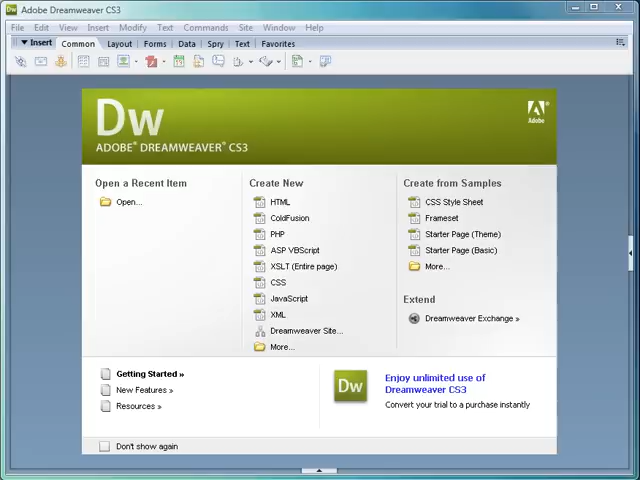 Dw Adobe Dreamweaver CS3
File Edit View Insert Modify Text Commands Site Window Help
▼ Insert Common Layout Forms Data Spry Text Favorites
Dw
Adobe
ADOBE® DREAMWEAVER® CS3
Open a Recent Item
Open...
Create New
HTML
ColdFusion
PHP
ASP VBScript
XSLT (Entire page)
CSS
JavaScript
XML
Dreamweaver Site...
More...
Create from Samples
CSS Style Sheet
Frameset
Starter Page (Theme)
Starter Page (Basic)
More...
Extend
Dreamweaver Exchange »
Getting Started »
New Features »
Resources »
Dw
Enjoy unlimited use of
Dreamweaver CS3
Convert your trial to a purchase instantly
Don't show again